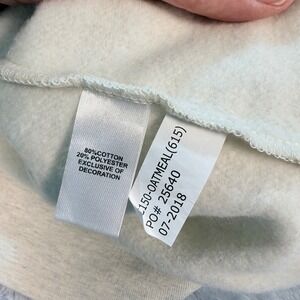 80%COTTON
20% POLYESTER
EXCLUSIVE OF
DECORATION
:150-OATMEAL(615)
PO# 25640
07-2018